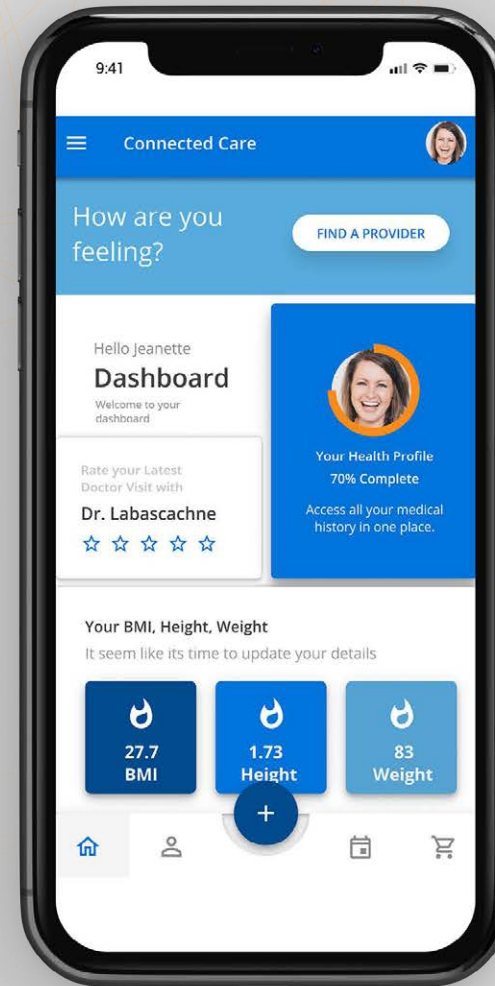 9:41
Connected Care
How are you
feeling?
FIND A PROVIDER
Hello Jeanette
Dashboard
Welcome to your
dashboard
Rate your Latest
Doctor Visit with
Dr. Labascachne
Your Health Profile
70% Complete
Access all your medical
history in one place.
Your BMI, Height, Weight
It seem like its time to update your details
27.7
BMI
1.73
Height
83
Weight
+